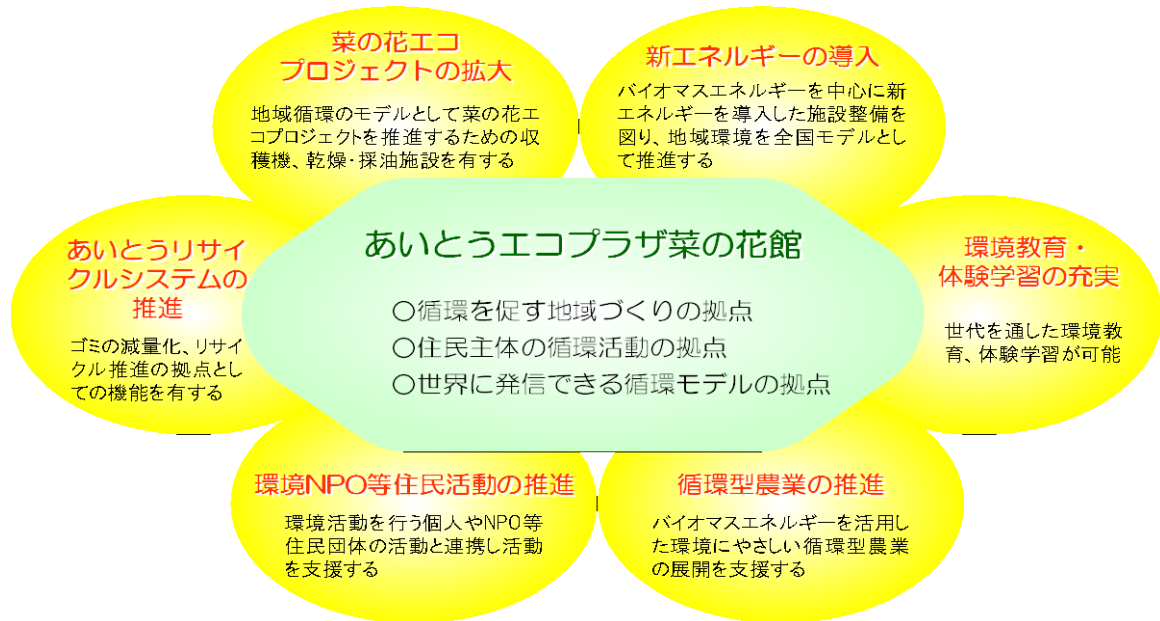 菜の花エコ
プロジェクトの拡大
地域循環のモデルとして菜の花エ
コプロジェクトを推進するための収
穫機、乾燥・搾油施設を有する
新エネルギーの導入
バイオマスエネルギーを中心に新
エネルギーを導入した施設整備を
図り、地域環境を全国モデルとし
て推進する
あいとうリサイ
クルシステムの
推進
ゴミの減量化、リサイ
クル推進の拠点とし
ての機能を有する
あいとうエコプラザ菜の花館
○循環を促す地域づくりの拠点
○住民主体の循環活動の拠点
○世界に発信できる循環モデルの拠点
環境教育・
体験学習の充実
世代を通した環境教
育、体験学習が可能
環境NPO等住民活動の推進
環境活動を行う個人やNPO等
住民団体の活動と連携し活動
を支援する
循環型農業の推進
バイオマスエネルギーを活用し
た環境にやさしい循環型農業
の展開を支援する